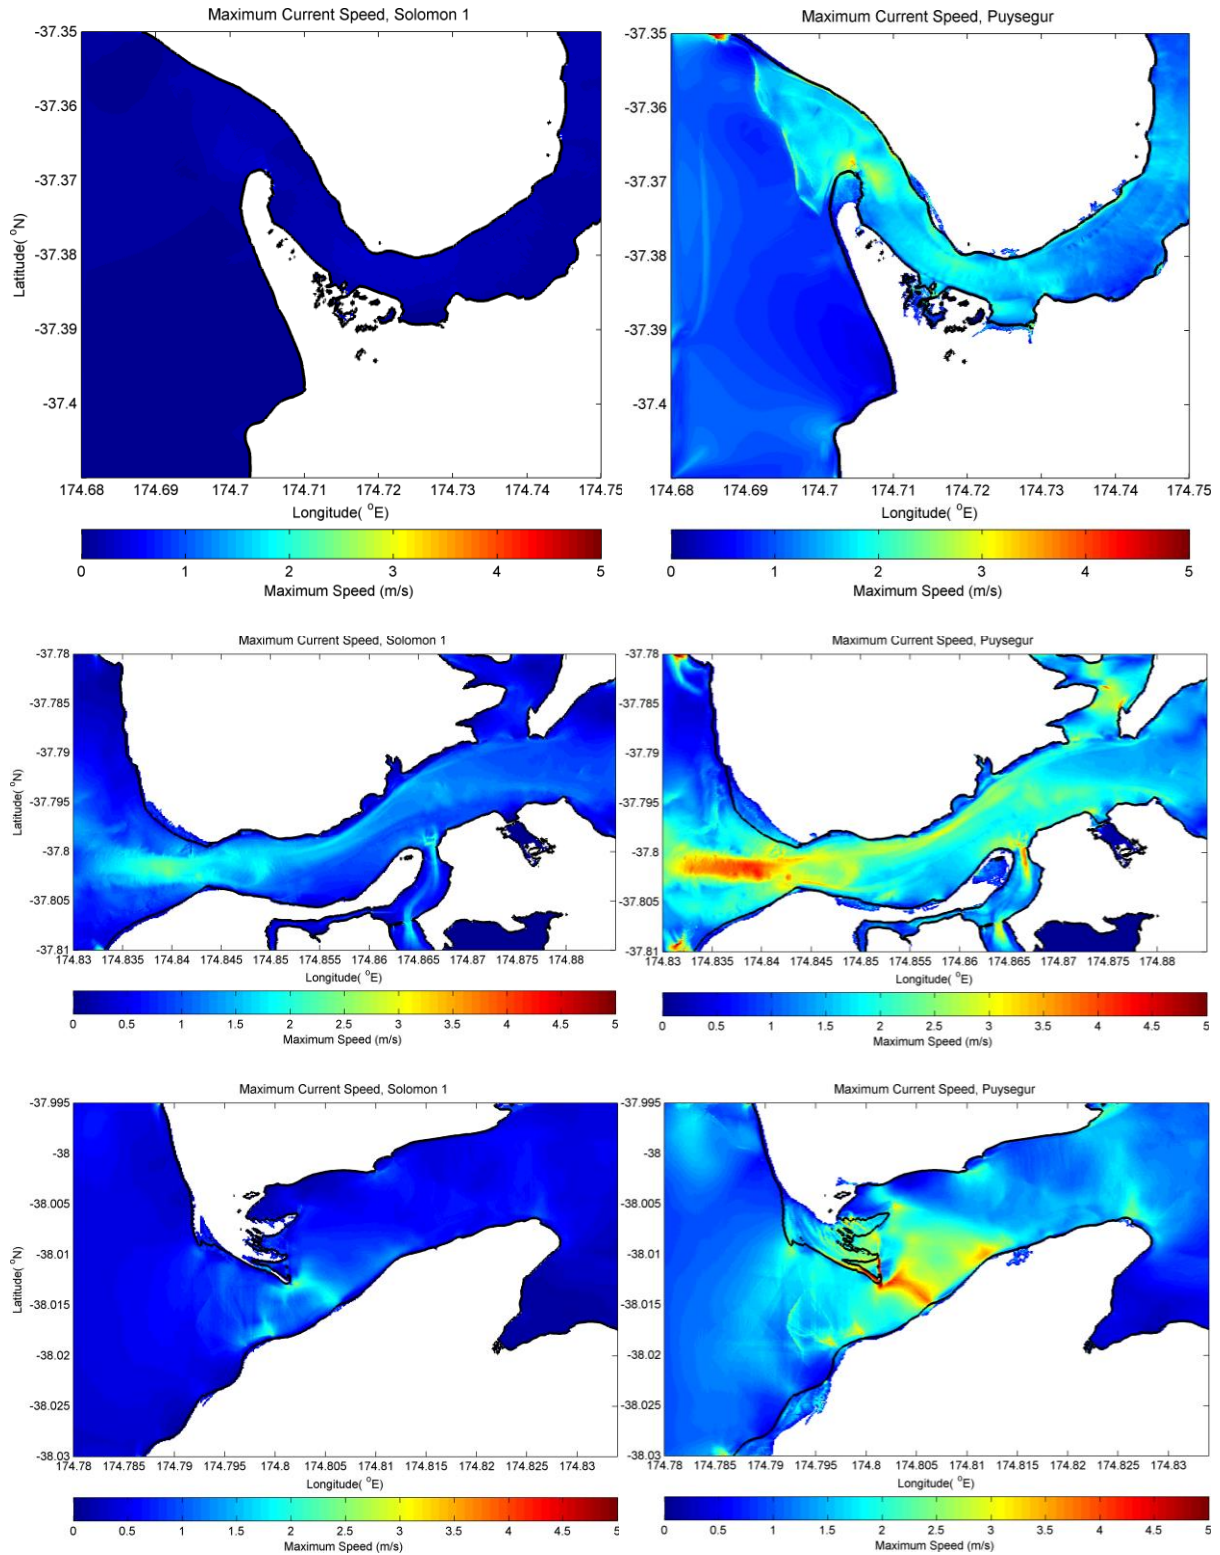 Maximum Current Speed, Solomon 1
-37.35
-37.36
-37.37
-37.38
-37.39
-37.4
Latitude( °N)
174.68 174.69 174.7 174.71 174.72 174.73 174.74 174.75
Longitude( °E)
0 1 2 3 4 5
Maximum Speed (m/s)
Maximum Current Speed, Puysegur
-37.35
-37.36
-37.37
-37.38
-37.39
-37.4
174.68 174.69 174.7 174.71 174.72 174.73 174.74 174.75
Longitude( °E)
0 1 2 3 4 5
Maximum Speed (m/s)
Maximum Current Speed, Solomon 1
-37.78
-37.785
-37.79
-37.795
-37.8
-37.805
-37.81
Latitude( °N)
174.83 174.835 174.84 174.845 174.85 174.855 174.86 174.865 174.87 174.875 174.88
Longitude( °E)
0 0.5 1 1.5 2 2.5 3 3.5 4 4.5 5
Maximum Speed (m/s)
Maximum Current Speed, Puysegur
-37.78
-37.785
-37.79
-37.795
-37.8
-37.805
-37.81
174.83 174.835 174.84 174.845 174.85 174.855 174.86 174.865 174.87 174.875 174.88
Longitude( °E)
0 0.5 1 1.5 2 2.5 3 3.5 4 4.5 5
Maximum Speed (m/s)
Maximum Current Speed, Solomon 1
-37.995
-38
-38.005
-38.01
-38.015
-38.02
-38.025
-38.03
Latitude( °N)
174.78 174.785 174.79 174.795 174.8 174.805 174.81 174.815 174.82 174.825 174.83
Longitude( °E)
0 0.5 1 1.5 2 2.5 3 3.5 4 4.5 5
Maximum Speed (m/s)
Maximum Current Speed, Puysegur
-37.995
-38
-38.005
-38.01
-38.015
-38.02
-38.025
-38.03
174.78 174.785 174.79 174.795 174.8 174.805 174.81 174.815 174.82 174.825 174.83
Longitude( °E)
0 0.5 1 1.5 2 2.5 3 3.5 4 4.5 5
Maximum Speed (m/s)